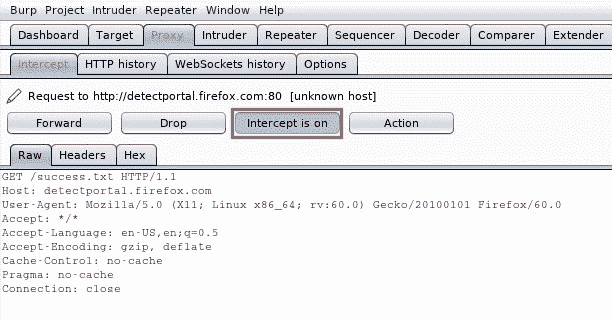 Burp Project Intruder Repeater Window Help
Dashboard Target Proxy Intruder Repeater Sequencer Decoder Comparer Extender
Intercept HTTP history WebSockets history Options
Request to http://detectportal.firefox.com:80 [unknown host]
Forward Drop Intercept is on Action
Raw Headers Hex
GET /success.txt HTTP/1.1
Host: detectportal.firefox.com
User-Agent: Mozilla/5.0 (X11; Linux x86_64; rv:60.0) Gecko/20100101 Firefox/60.0
Accept: */*
Accept-Language: en-US,en;q=0.5
Accept-Encoding: gzip, deflate
Cache-Control: no-cache
Pragma: no-cache
Connection: close